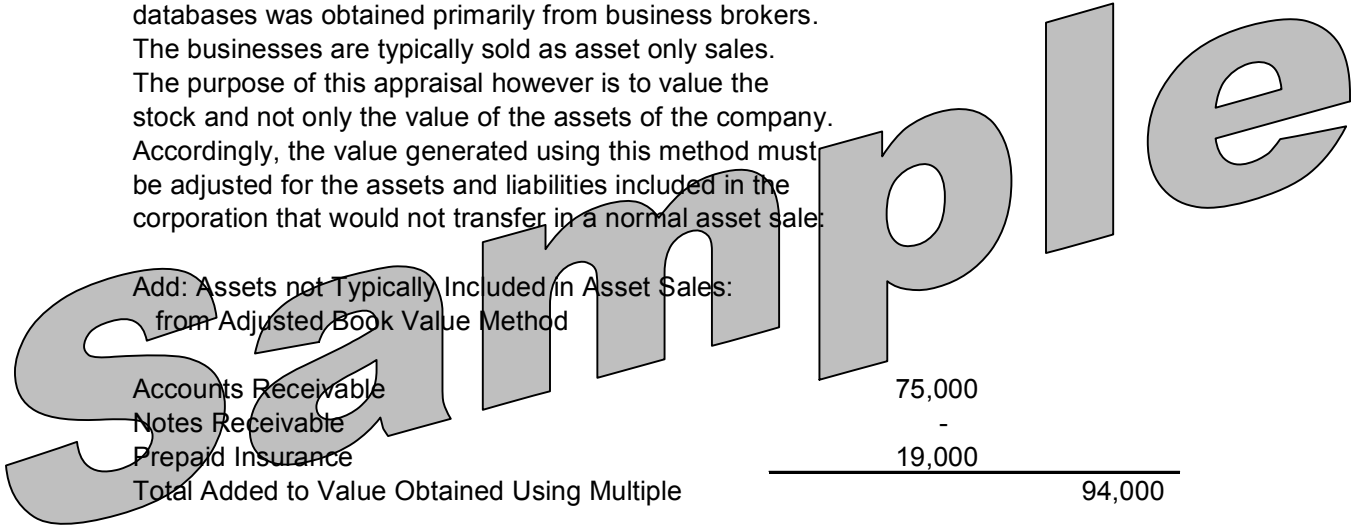 databases was obtained primarily from business brokers.
The businesses are typically sold as asset only sales.
The purpose of this appraisal however is to value the
stock and not only the value of the assets of the company.
Accordingly, the value generated using this method must
be adjusted for the assets and liabilities included in the
corporation that would not transfer in a normal asset sale:
Add: Assets not Typically Included in Asset Sales:
from Adjusted Book Value Method
Accounts Receivable 75,000
Notes Receivable -
Prepaid Insurance 19,000
Total Added to Value Obtained Using Multiple 94,000
Sample